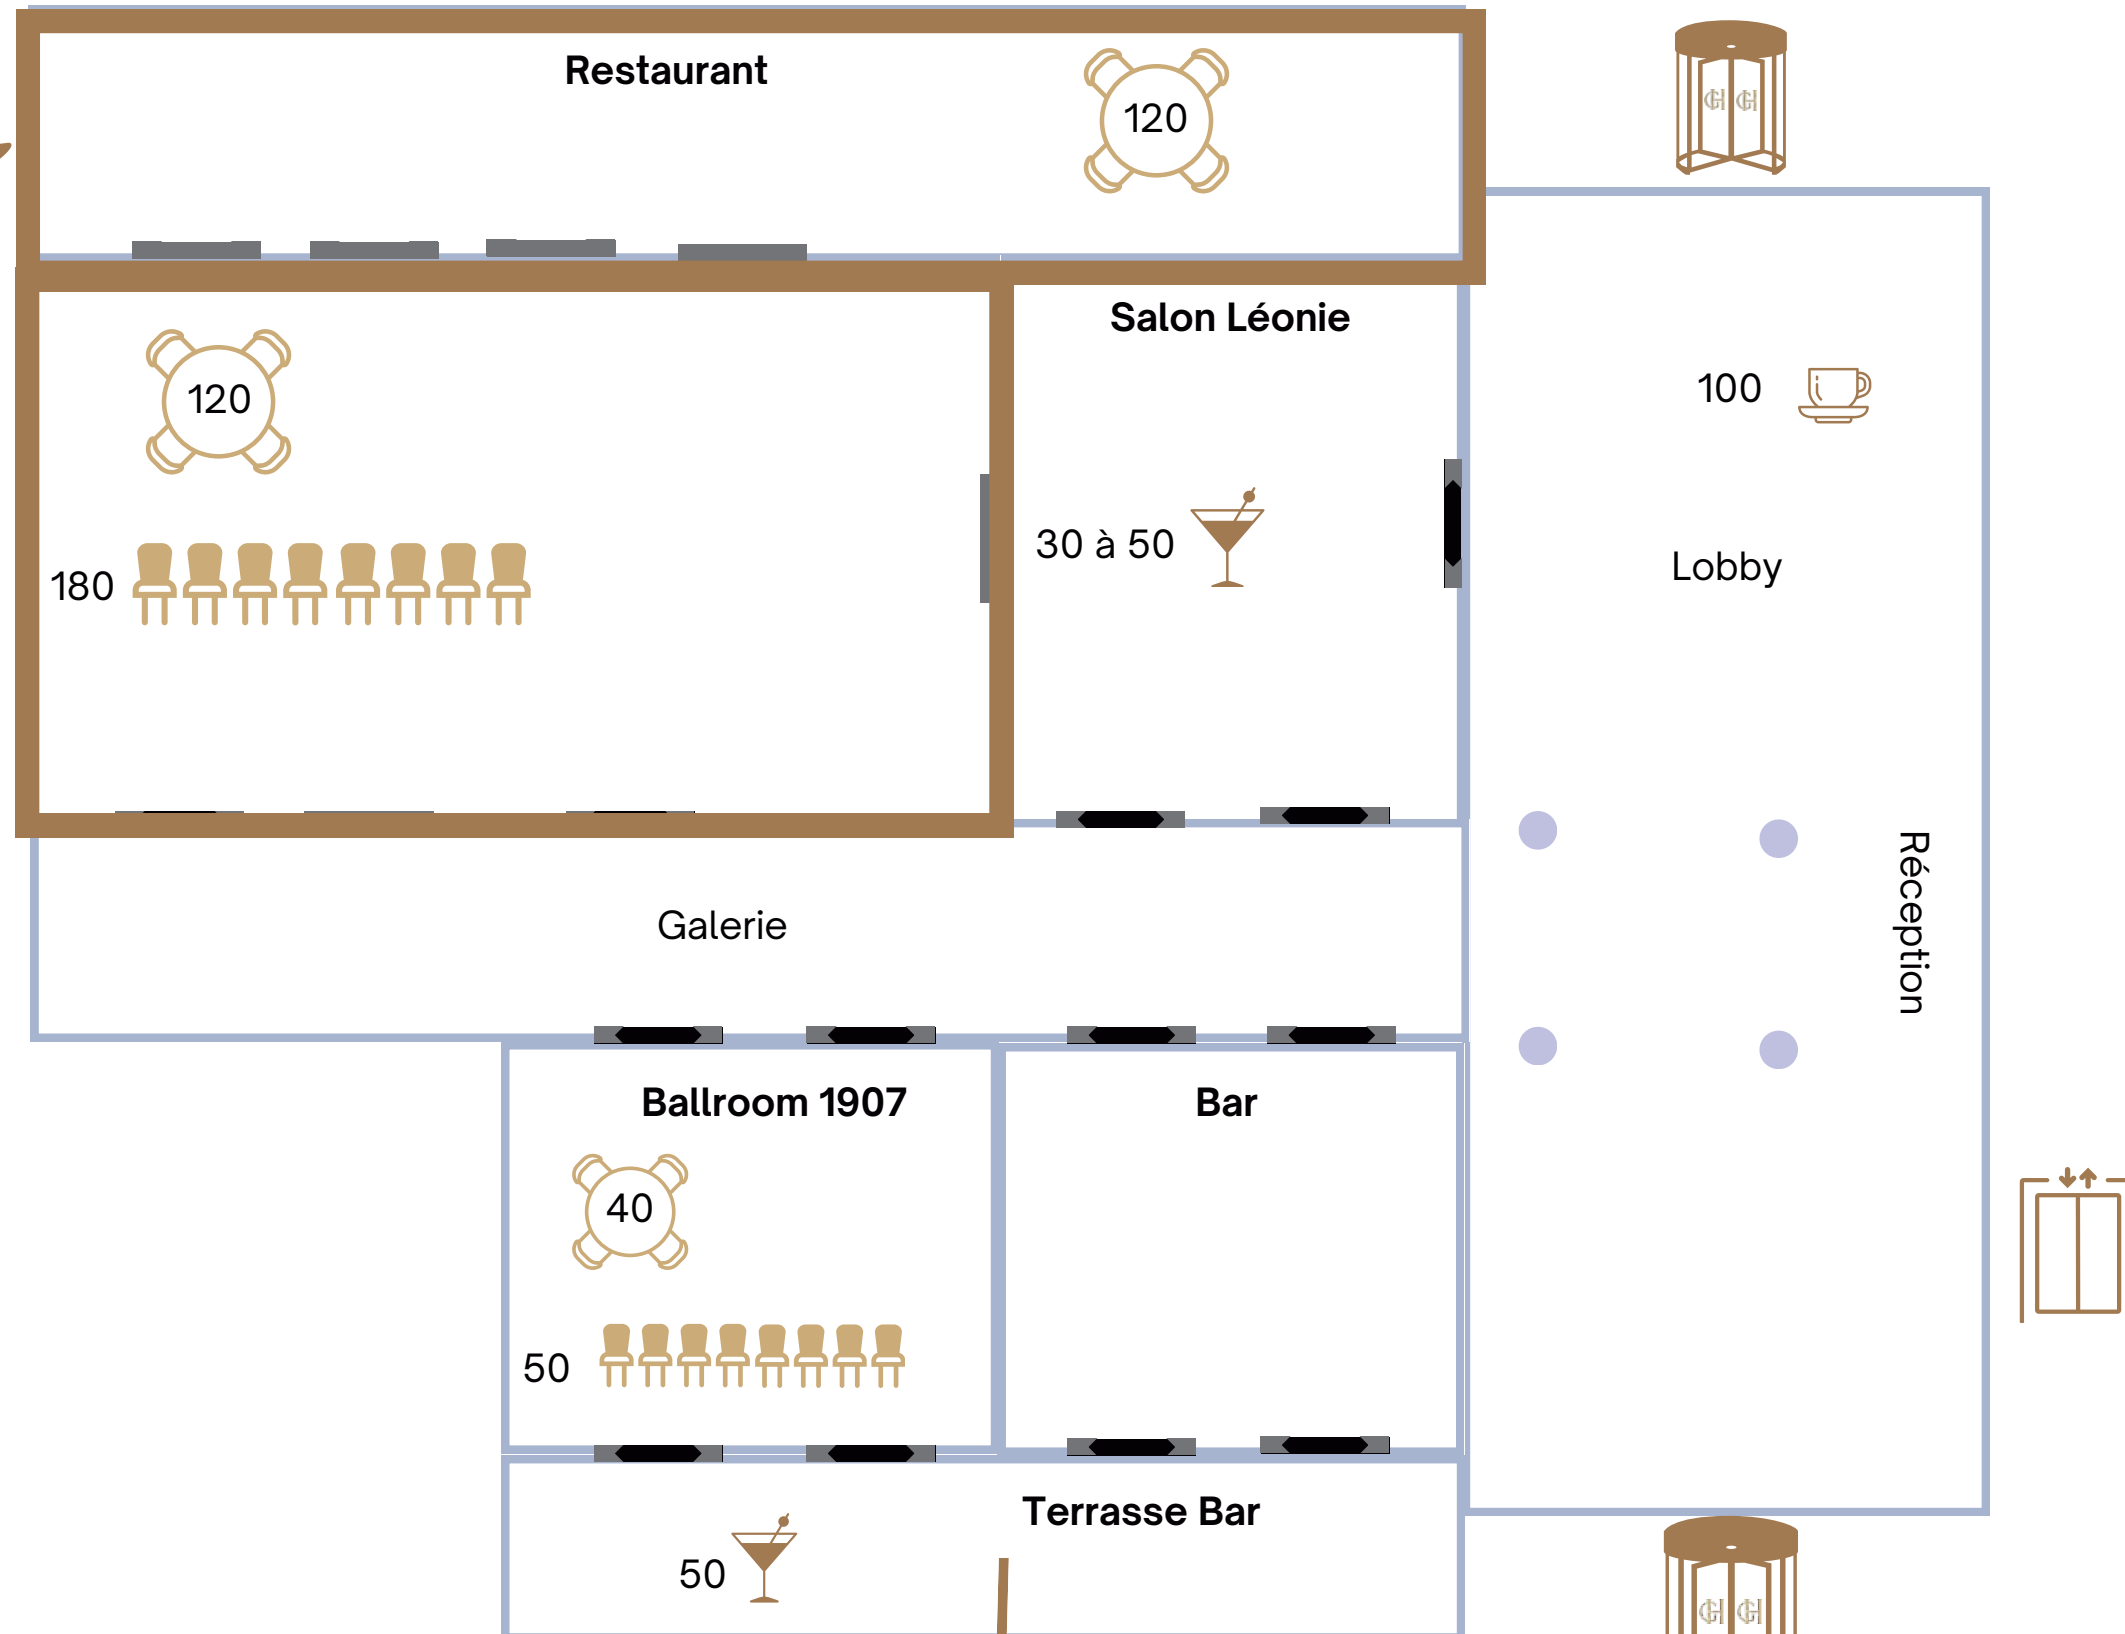 Restaurant
120
Salon Léonie
120
100
30 à 50
180
Lobby
Réception
Galerie
Ballroom 1907
Bar
40
50
Terrasse Bar
50